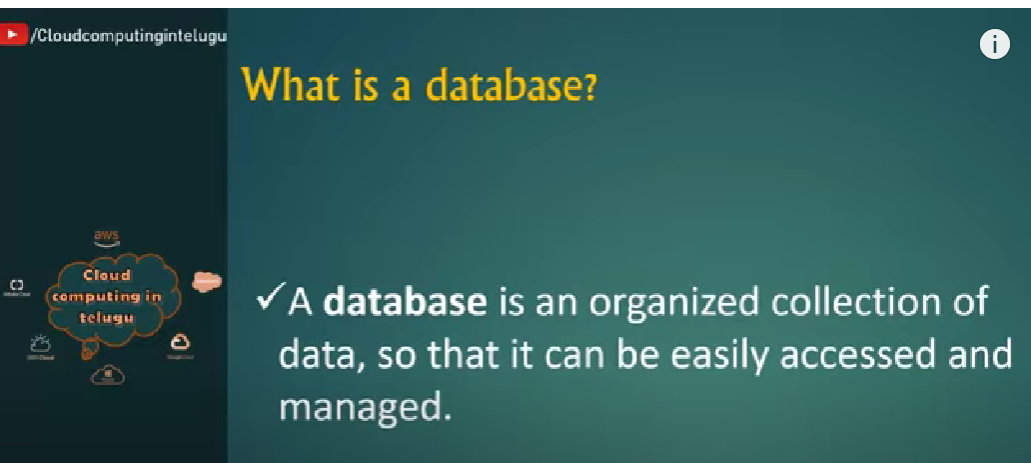 /Cloudcomputingintelugu
i
What is a database?
aws
Cloud
computing in
telugu
✓A database is an organized collection of
data, so that it can be easily accessed and
managed.